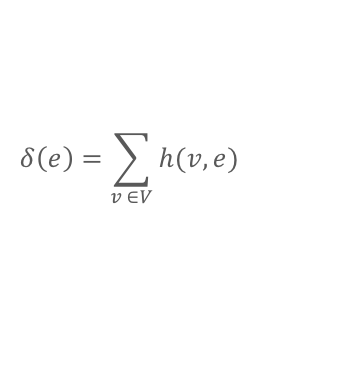 δ(e) = ∑ h(v, e)
v ∈V